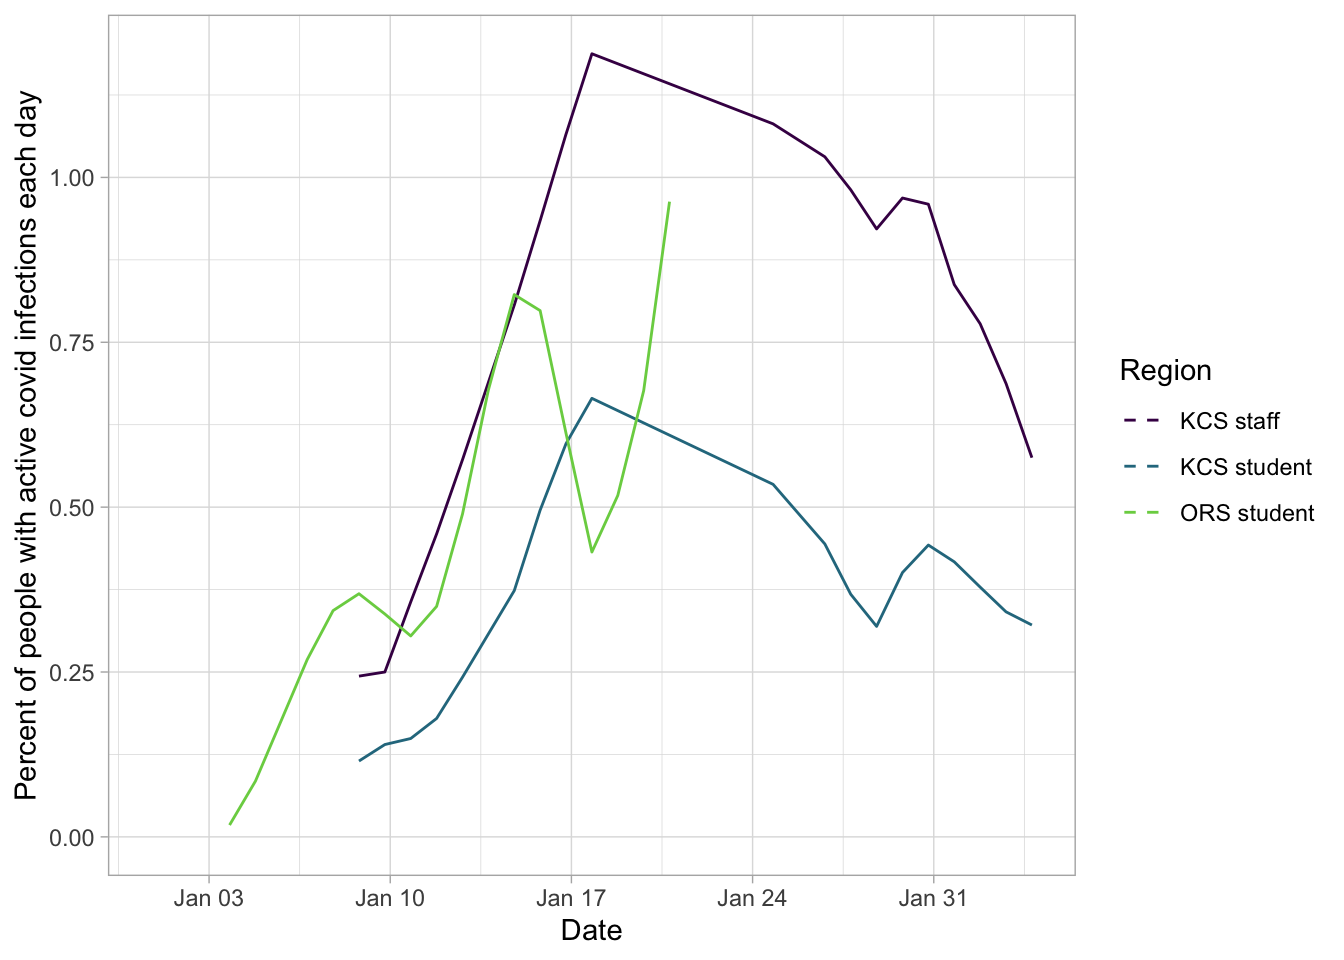 Percent of people with active covid infections each day
1.00
0.75
0.50
0.25
0.00
Jan 03
Jan 10
Jan 17
Jan 24
Jan 31
Date
Region
KCS staff
KCS student
ORS student